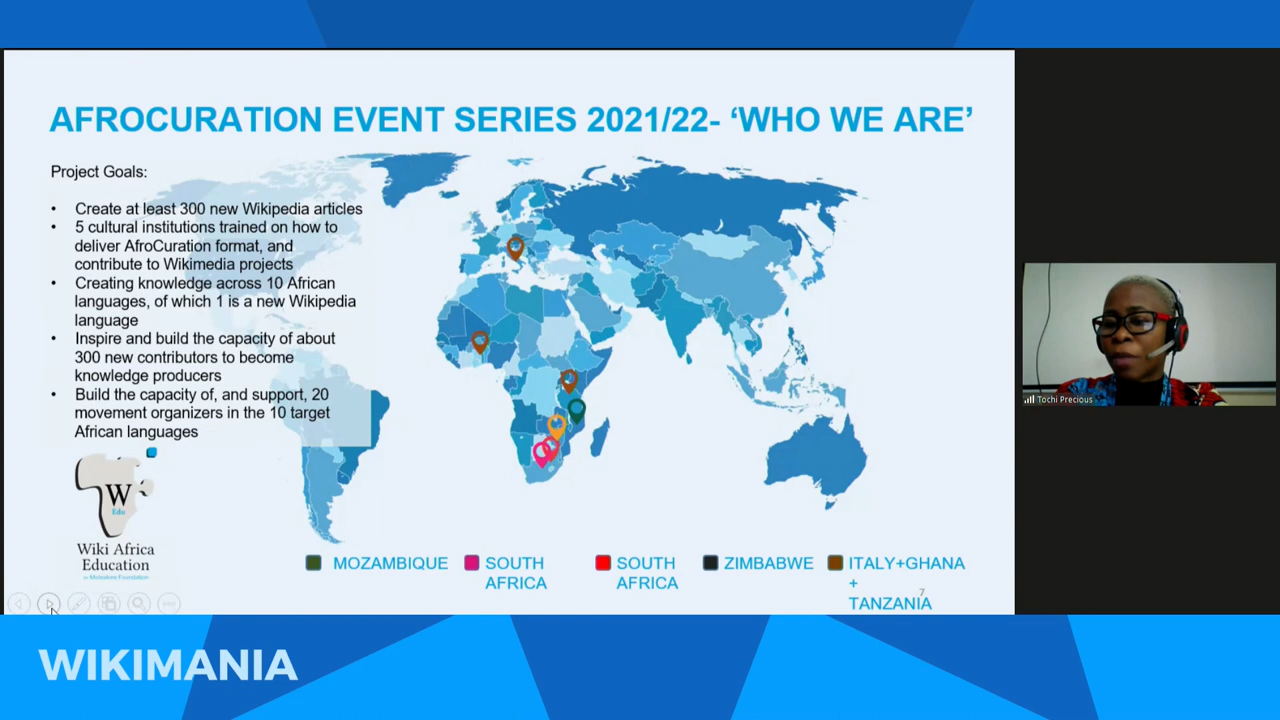 AFROCURATION EVENT SERIES 2021/22- ‘WHO WE ARE’
Project Goals:
• Create at least 300 new Wikipedia articles
• 5 cultural institutions trained on how to
deliver AfroCuration format, and
contribute to Wikimedia projects
• Creating knowledge across 10 African
languages, of which 1 is a new Wikipedia
language
• Inspire and build the capacity of about
300 new contributors to become
knowledge producers
• Build the capacity of, and support, 20
movement organizers in the 10 target
African languages
W
Edu
Wiki Africa
Education
MOZAMBIQUE
SOUTH
AFRICA
SOUTH
AFRICA
ZIMBABWE
ITALY+GHANA
+
TANZANIA
7
Tochi Precious
WIKIMANIA